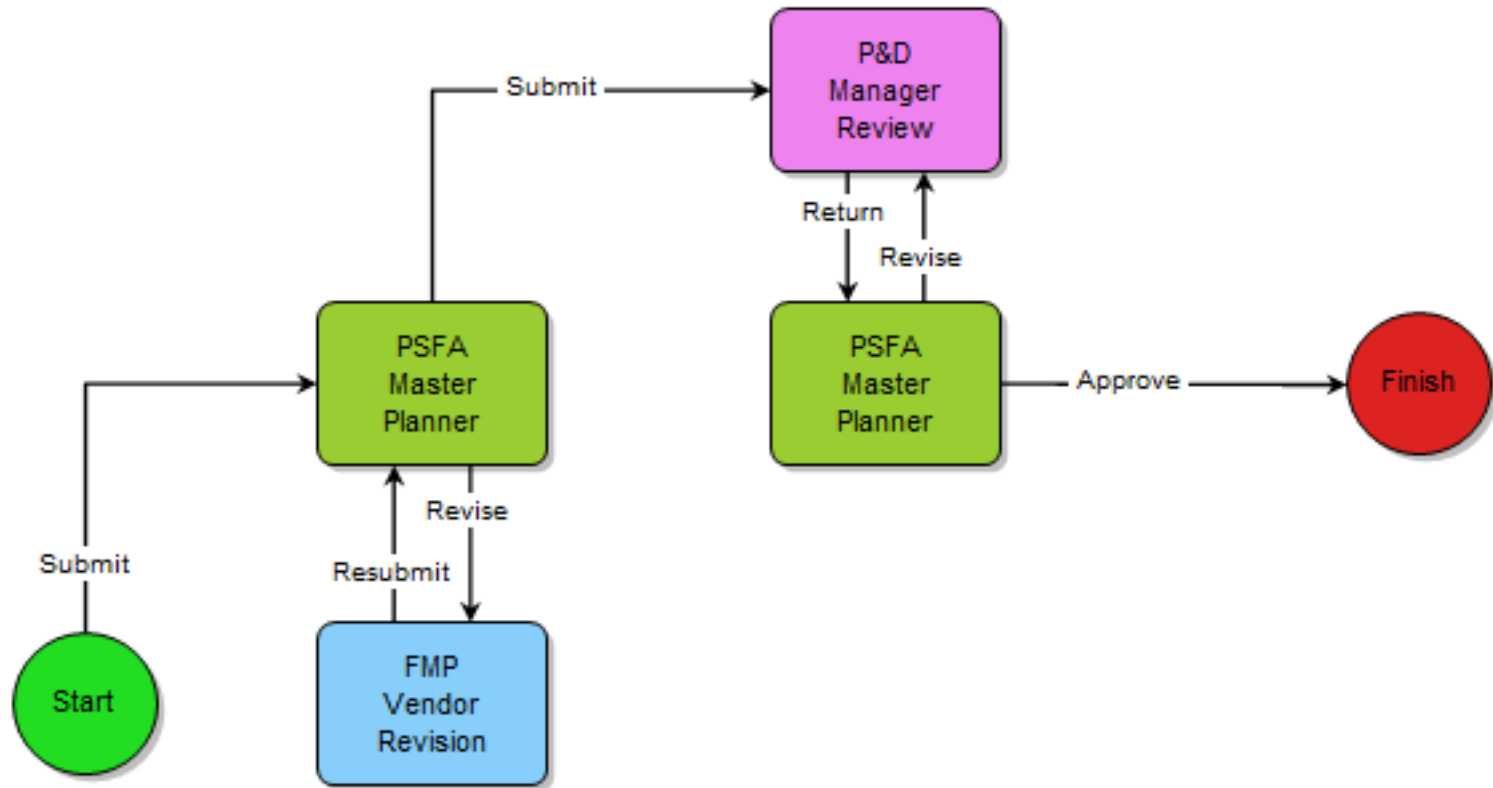 P&D
Manager
Review
Submit
Return
Revise
PSFA
Master
Planner
PSFA
Master
Planner
Approve
Finish
Revise
Resubmit
Submit
FMP
Vendor
Revision
Start